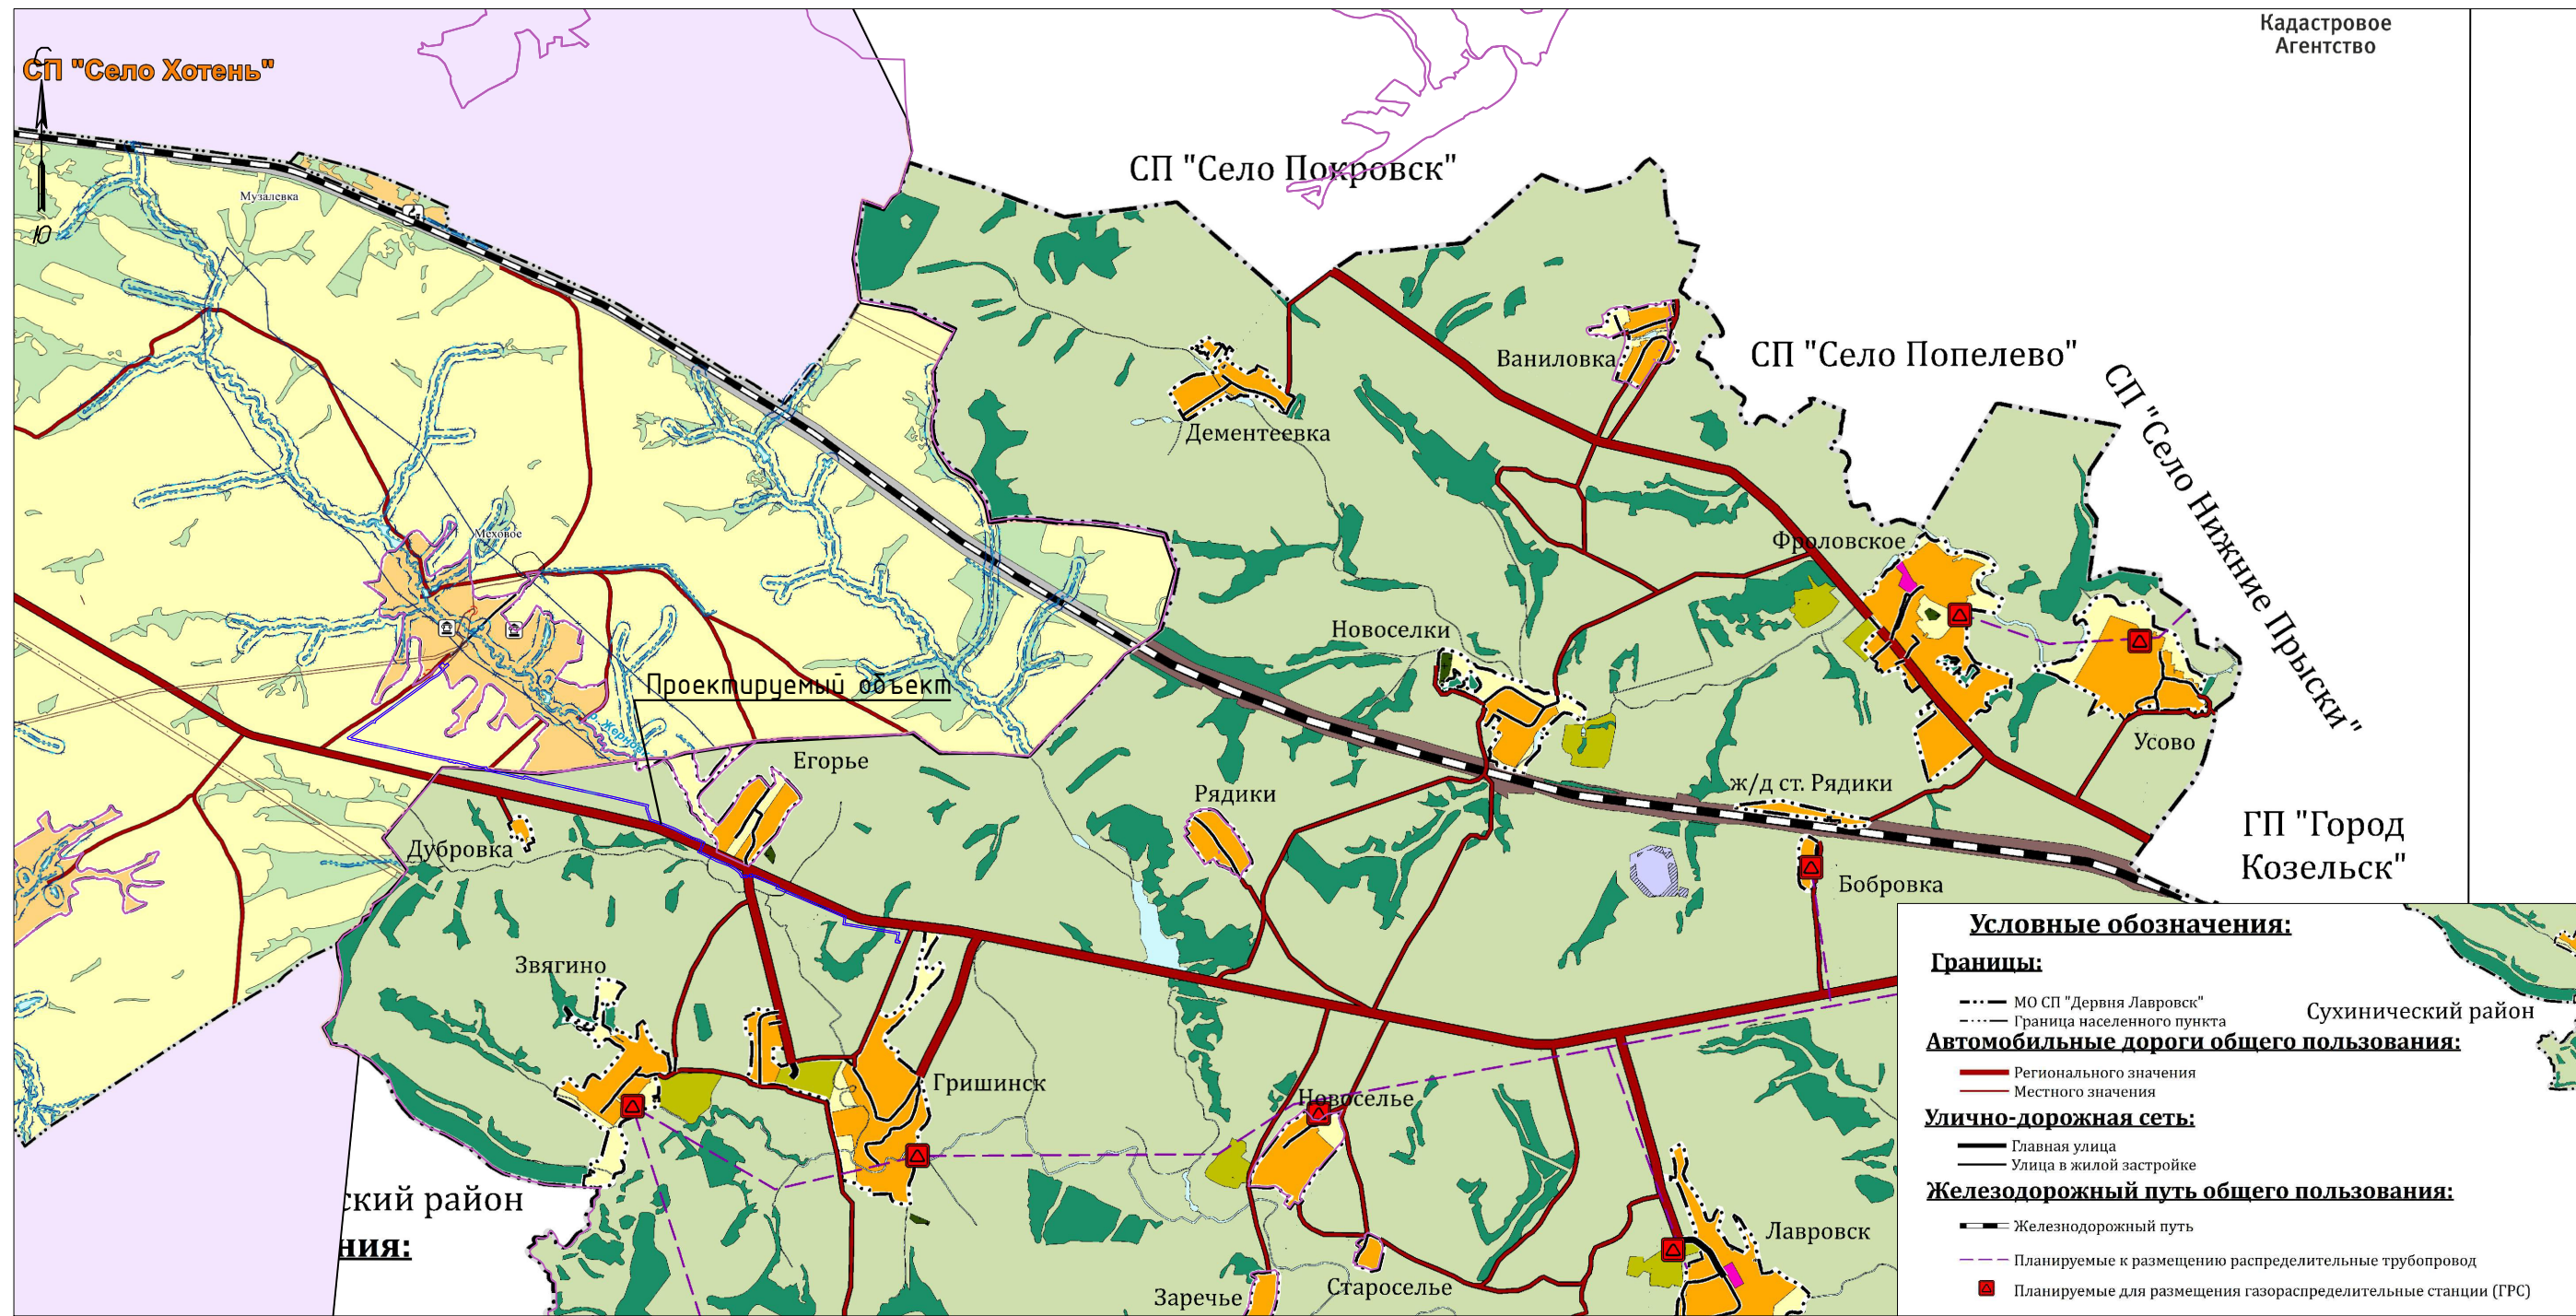 Кадастровое
Агентство
СП "Село Хотень"
Ю
Музалевка
СП "Село Покровск"
Ваниловка
СП "Село Попелево"
СП "Село Нижние Прыски"
Дементеевка
Меховое
Фроловское
Новоселки
Проектируемый объект
р. Жерновка
Егорье
Усово
Рядики
ж/д ст. Рядики
ГП "Город
Козельск"
Дубровка
Бобровка
Звягино
Гришинск
Новоселье
Лавровск
ский район
ния:
Староселье
Заречье
Условные обозначения:
Границы:
МО СП "Дервня Лавровск"
Граница населенного пункта
Сухинический район
Автомобильные дороги общего пользования:
Регионального значения
Местного значения
Улично-дорожная сеть:
Главная улица
Улица в жилой застройке
Железодорожный путь общего пользования:
Железнодорожный путь
Планируемые к размещению распределительные трубопровод
Планируемые для размещения газораспределительные станции (ГРС)